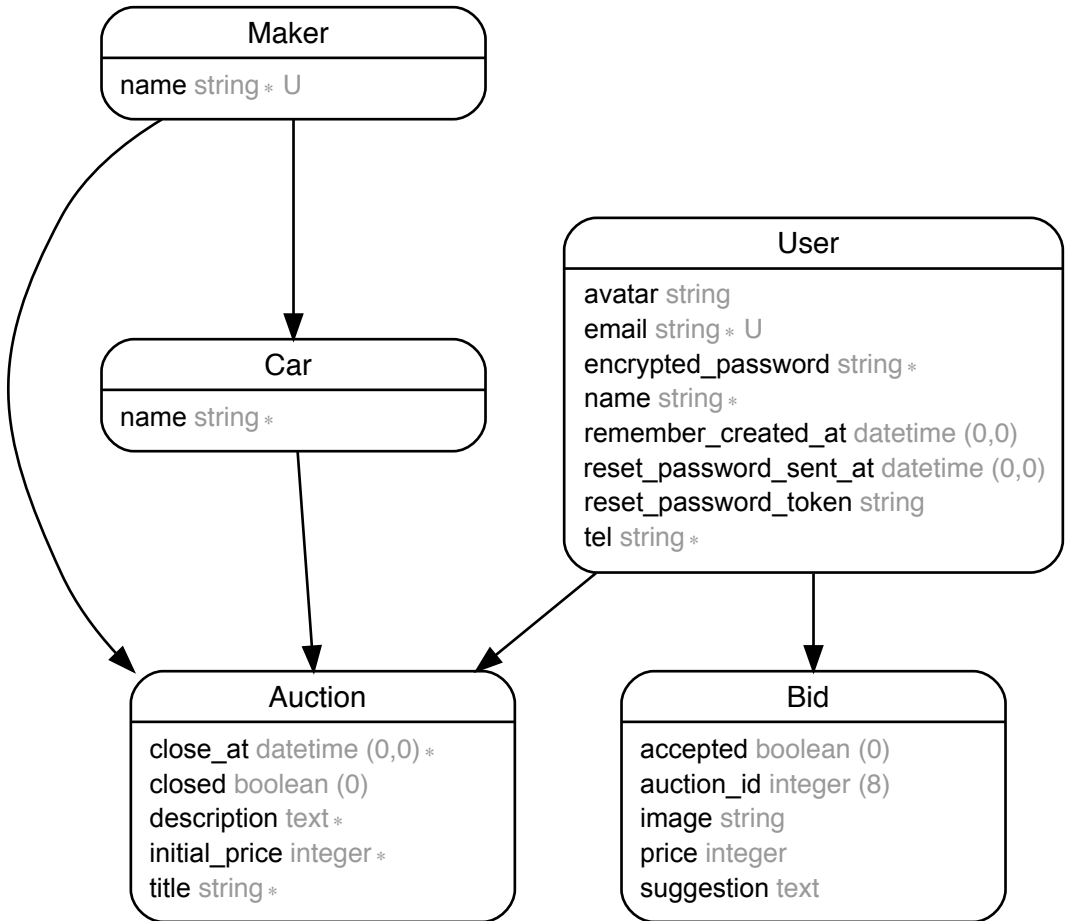 Maker
name string * U
User
avatar string
email string * U
encrypted_password string *
name string *
remember_created_at datetime (0,0)
reset_password_sent_at datetime (0,0)
reset_password_token string
tel string *
Car
name string *
Auction
close_at datetime (0,0) *
closed boolean (0)
description text *
initial_price integer *
title string *
Bid
accepted boolean (0)
auction_id integer (8)
image string
price integer
suggestion text